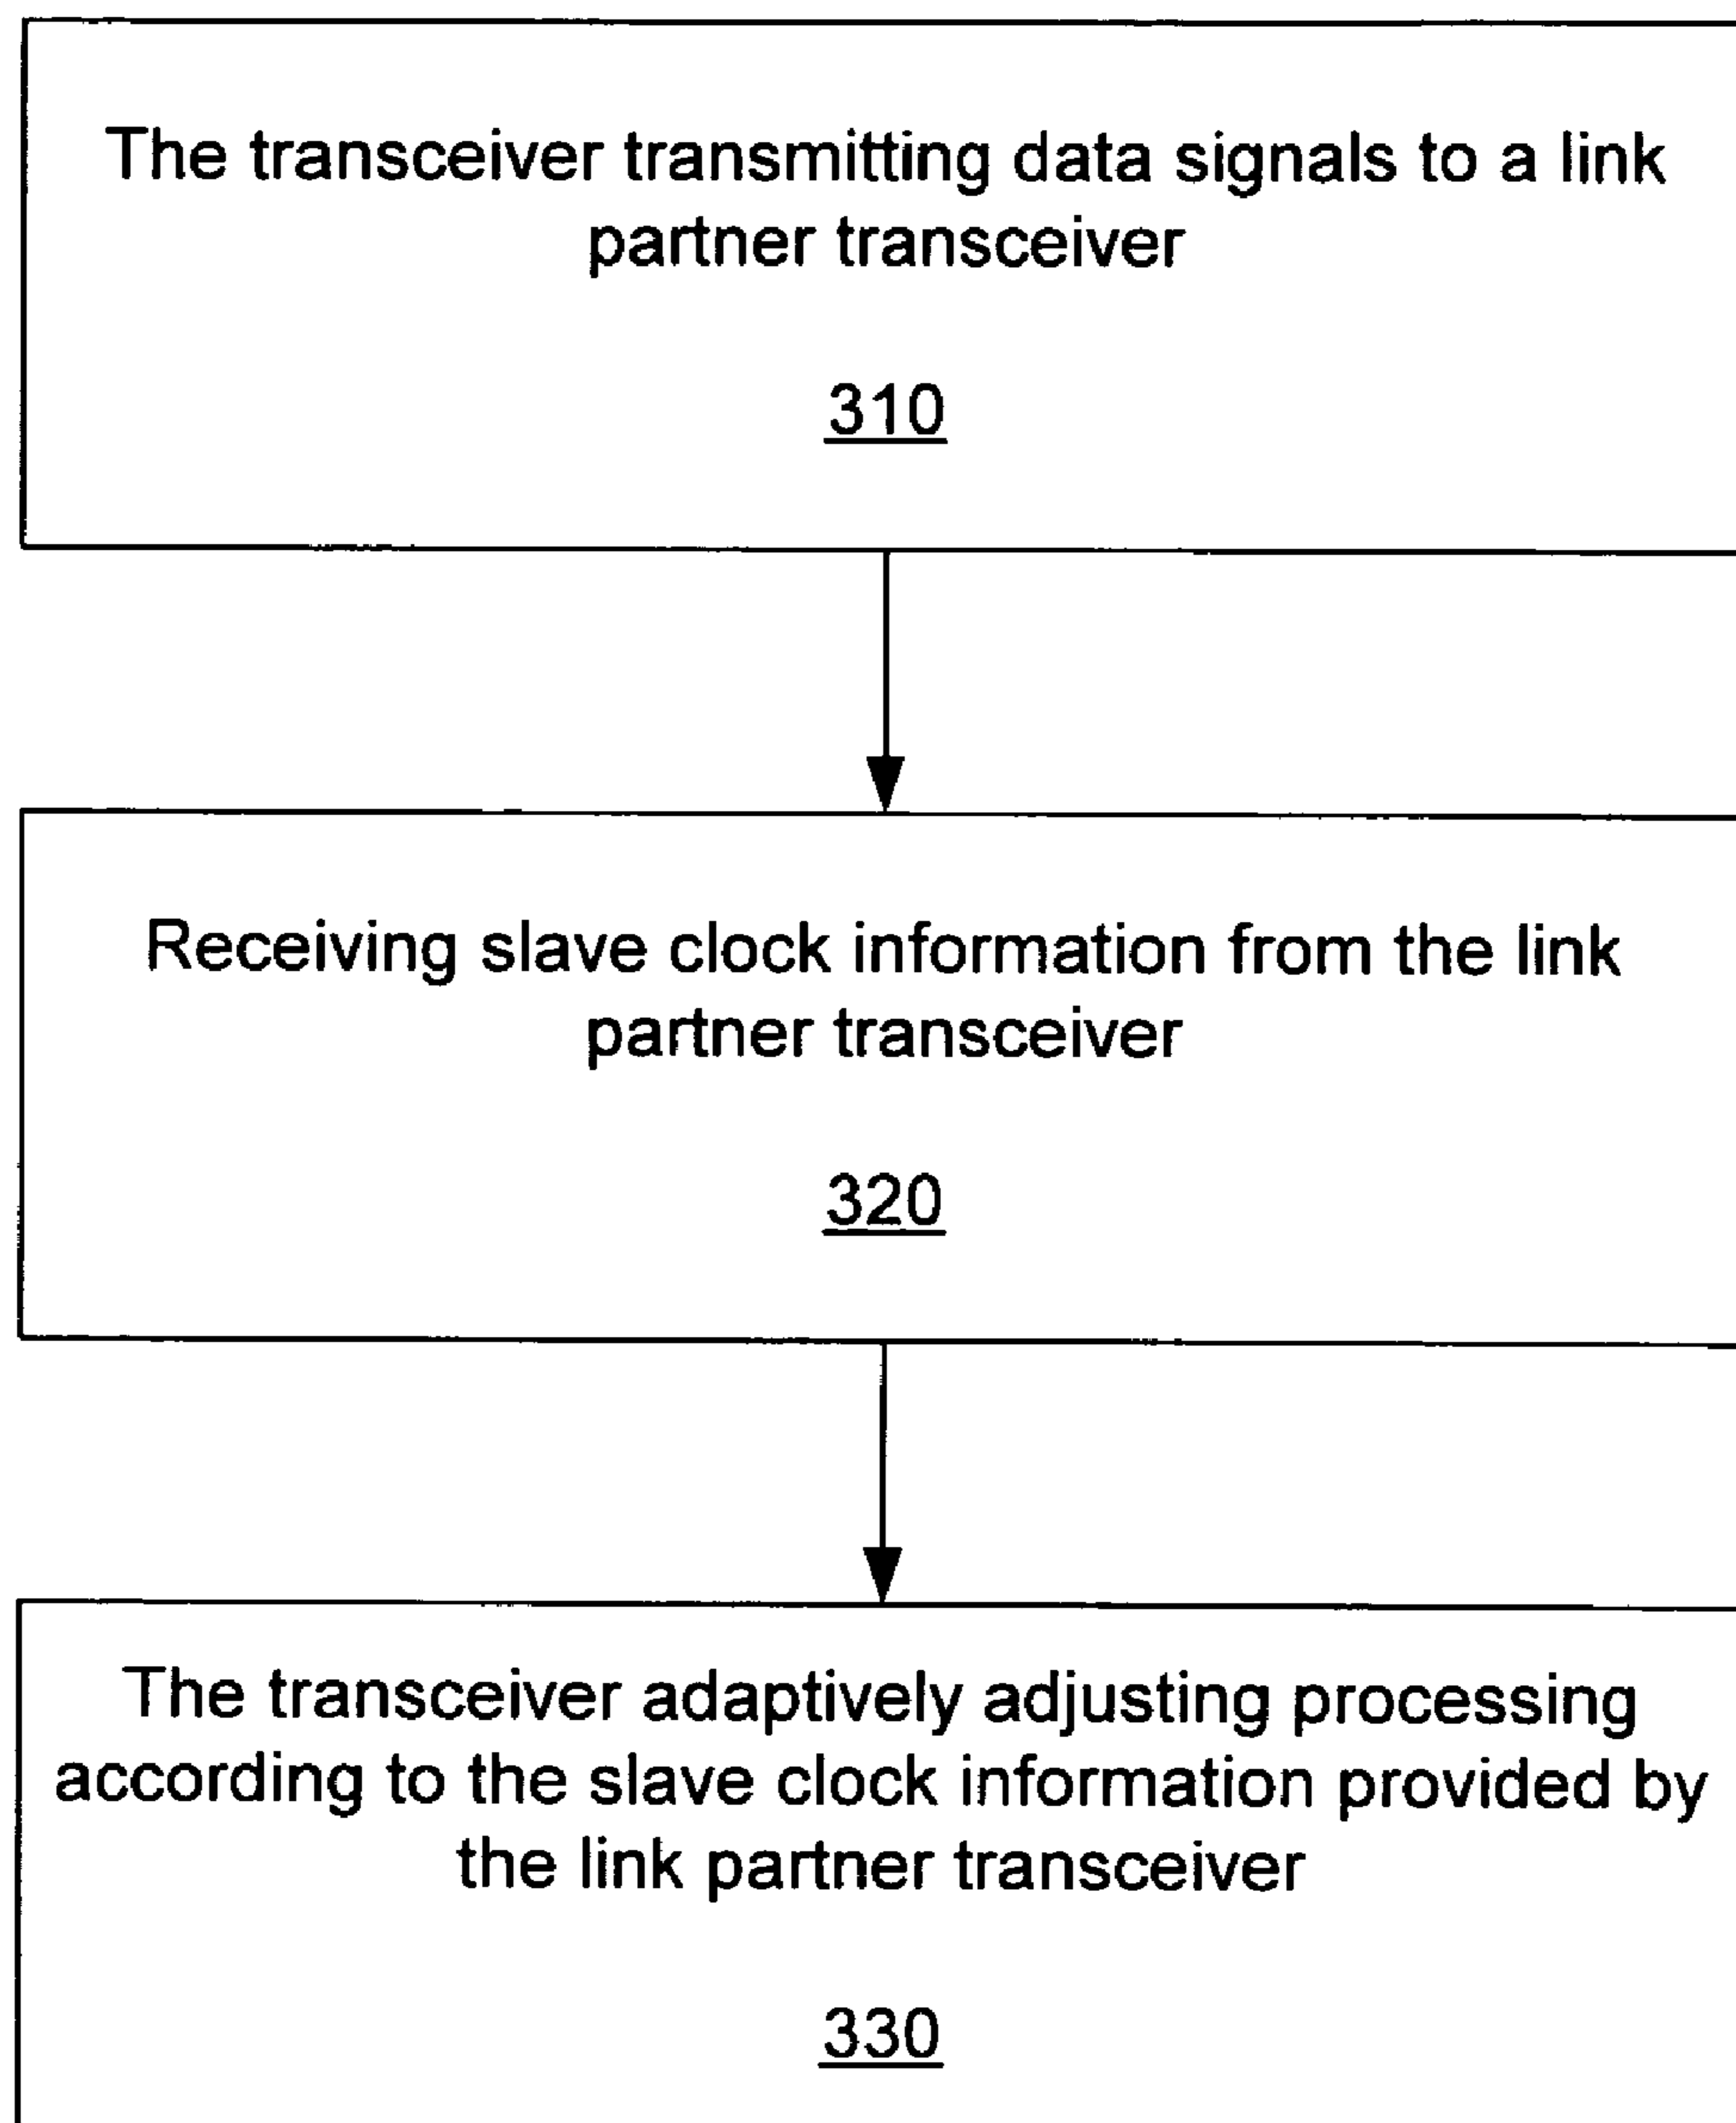 The transceiver transmitting data signals to a link
partner transceiver
310
Receiving slave clock information from the link
partner transceiver
320
The transceiver adaptively adjusting processing
according to the slave clock information provided by
the link partner transceiver
330